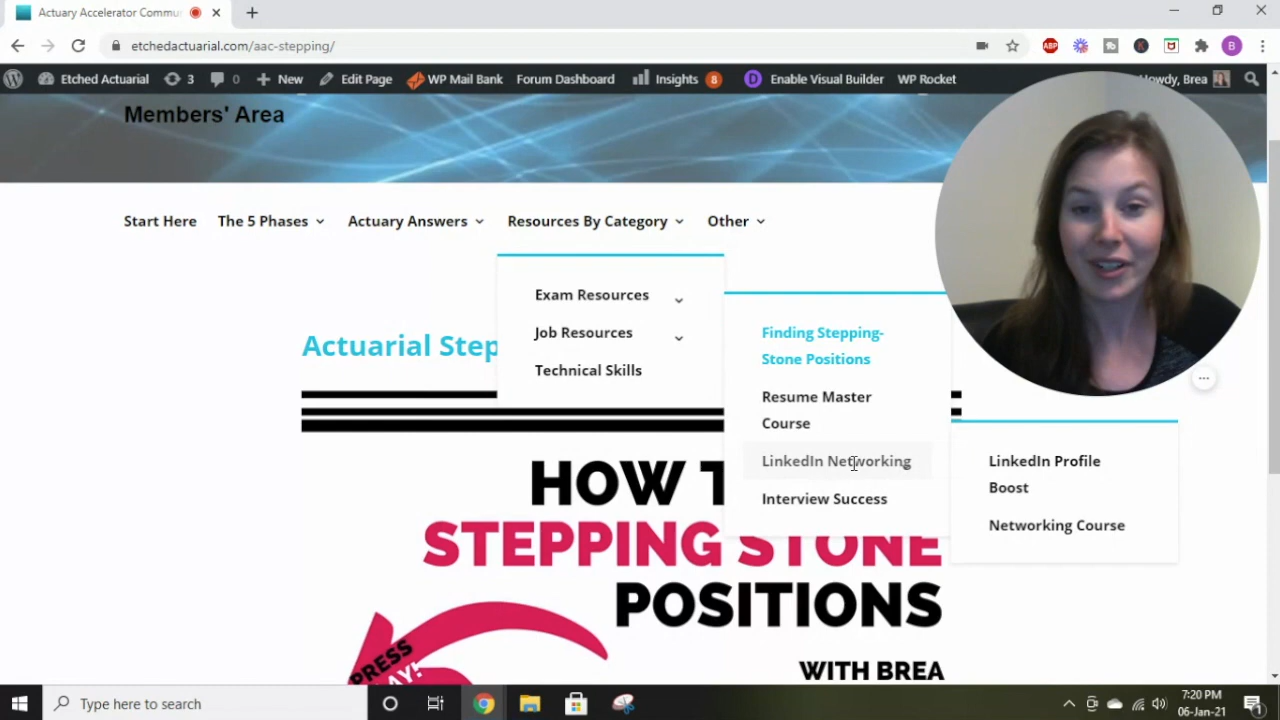 Actuary Accelerator Commu
etchedactuarial.com/aac-stepping/
ABP
K
B
Etched Actuarial
3
0
New
Edit Page
WP Mail Bank
Forum Dashboard
Insights
8
Enable Visual Builder
WP Rocket
Howdy, Brea
Members' Area
Start Here
The 5 Phases
Actuary Answers
Resources By Category
Other
Exam Resources
Job Resources
Technical Skills
Finding Stepping-
Stone Positions
Resume Master
Course
LinkedIn Networking
Interview Success
LinkedIn Profile
Boost
Networking Course
Actuarial Step
HOW T
STEPPING STONE
POSITIONS
WITH BREA
PRESS
AY!
Type here to search
7:20 PM
06-Jan-21
1